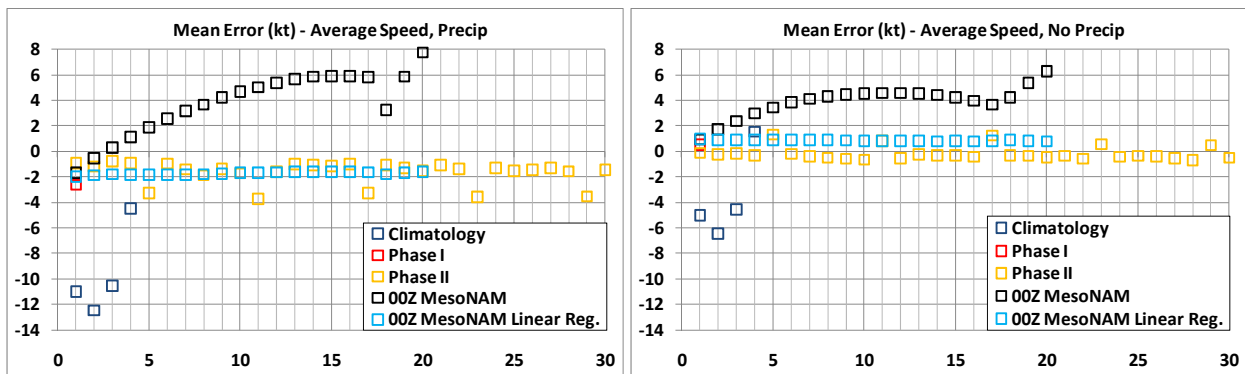 Mean Error (kt) - Average Speed, Precip
8
6
4
2
0
-2
-4
-6
-8
-10
-12
-14
0 5 10 15 20 25 30
Climatology
Phase I
Phase II
00Z MesoNAM
00Z MesoNAM Linear Reg.
Mean Error (kt) - Average Speed, No Precip
8
6
4
2
0
-2
-4
-6
-8
-10
-12
-14
0 5 10 15 20 25 30
Climatology
Phase I
Phase II
00Z MesoNAM
00Z MesoNAM Linear Reg.